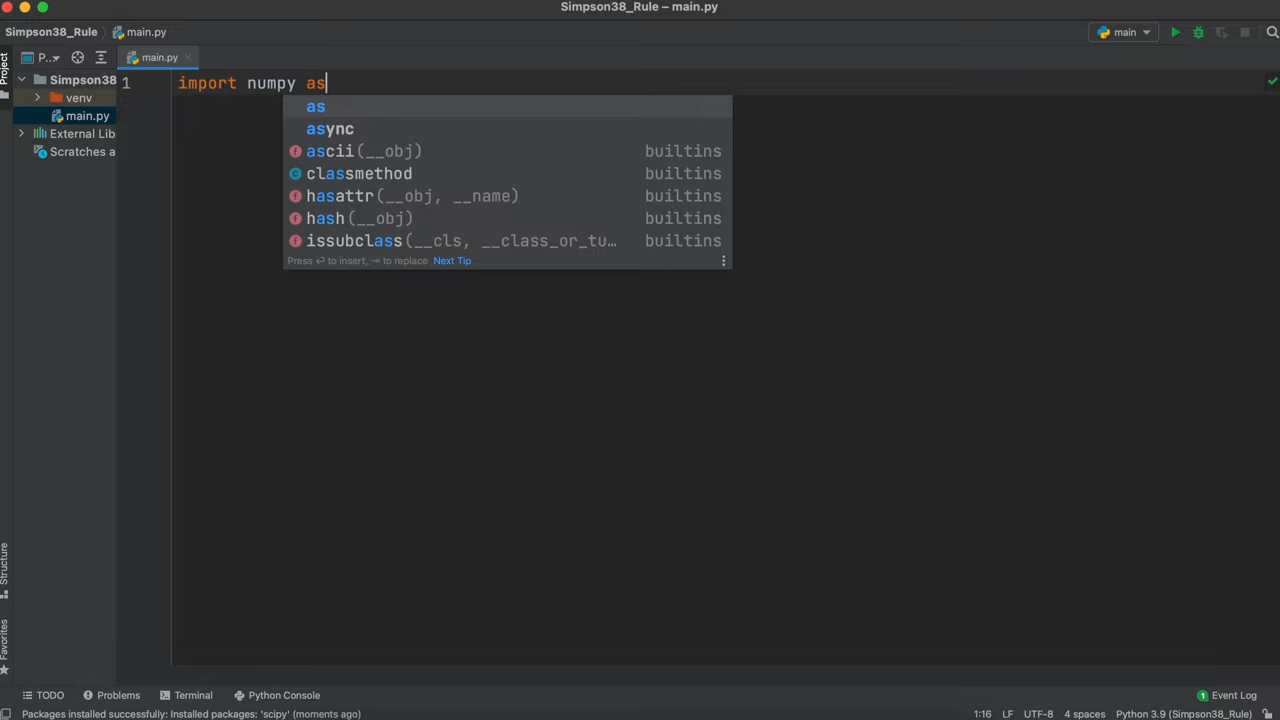 Simpson38_Rule – main.py
Simpson38_Rule main.py main
Project P... main.py
Simpson38 1 import numpy as
venv
main.py
External Lib
Scratches a
as
async
ascii(__obj) builtins
classmethod builtins
hasattr(__obj, __name) builtins
hash(__obj) builtins
issubclass(__cls, __class_or_tu… builtins
Press ⏎ to insert, ⇥ to replace Next Tip
Structure
Favorites
TODO Problems Terminal Python Console 1 Event Log
Packages installed successfully: Installed packages: 'scipy' (moments ago) 1:16 LF UTF-8 4 spaces Python 3.9 (Simpson38_Rule)